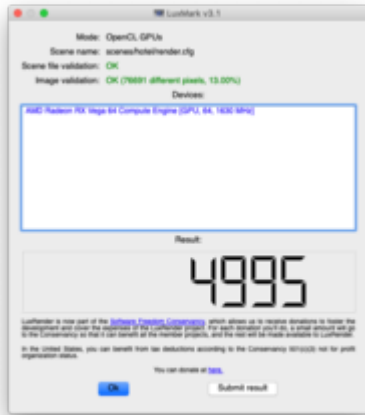 LuxMark v3.1
Mode: OpenCL GPUs
Scene name: scenes/hotel/render.cfg
Scene file validation: OK
Image validation: OK (76691 different pixels, 13.00%)
Devices:
AMD Radeon RX Vega 64 Compute Engine [GPU, 64, 1630 MHz]
Result:
4995
LuxRender is now part of the Software Freedom Conservancy, which allows us to receive donations to foster the
development and cover the expenses of the LuxRender project. For each donation you'll do, a small amount will go
to the Conservancy so that it can benefit all the member projects, and the rest will be made available to LuxRender.
In the United States, you can benefit from tax deductions according to the Conservancy 501(c)(3) not for profit
organization status.
You can donate at here.
Ok
Submit result